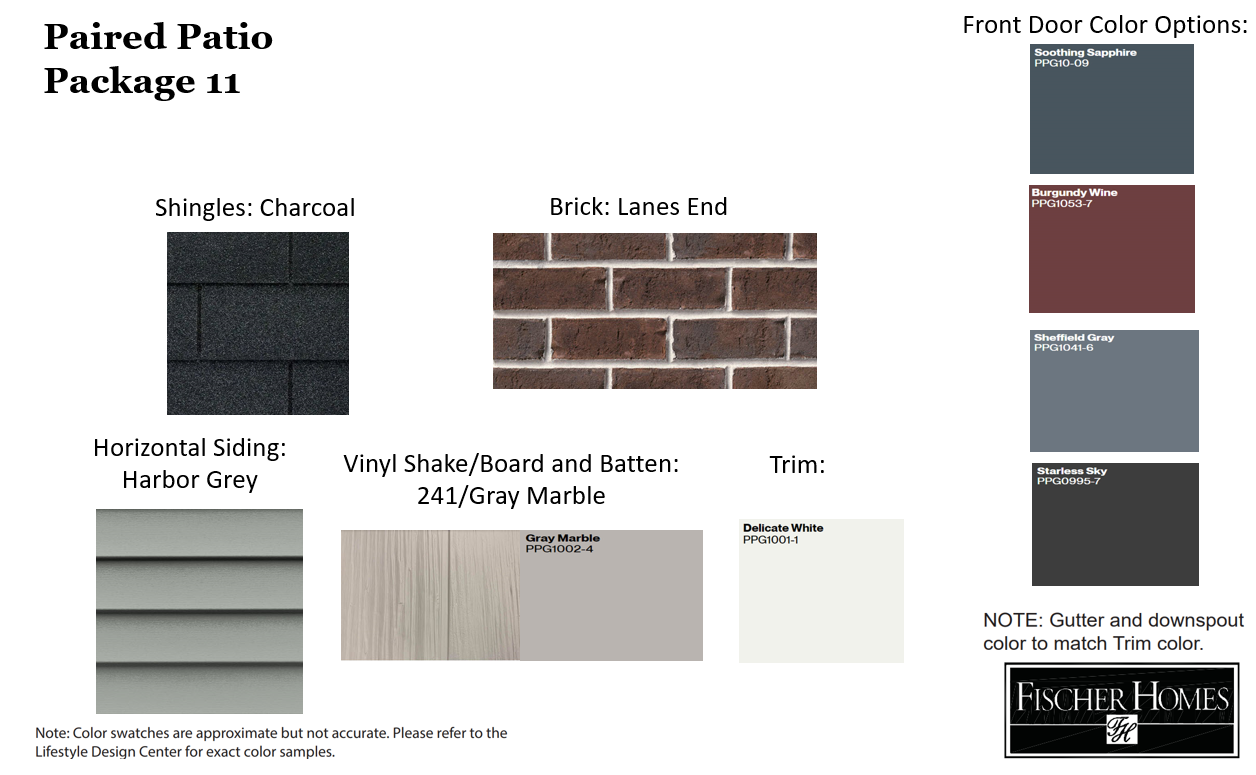 Paired Patio
Package 11
Front Door Color Options:
Soothing Sapphire
PPG10-09
Burgundy Wine
PPG1053-7
Sheffield Gray
PPG1041-6
Starless Sky
PPG0995-7
Shingles: Charcoal
Brick: Lanes End
Horizontal Siding:
Harbor Grey
Vinyl Shake/Board and Batten:
241/Gray Marble
Gray Marble
PPG1002-4
Trim:
Delicate White
PPG1001-1
NOTE: Gutter and downspout
color to match Trim color.
FISCHER HOMES
FH
Note: Color swatches are approximate but not accurate. Please refer to the
Lifestyle Design Center for exact color samples.